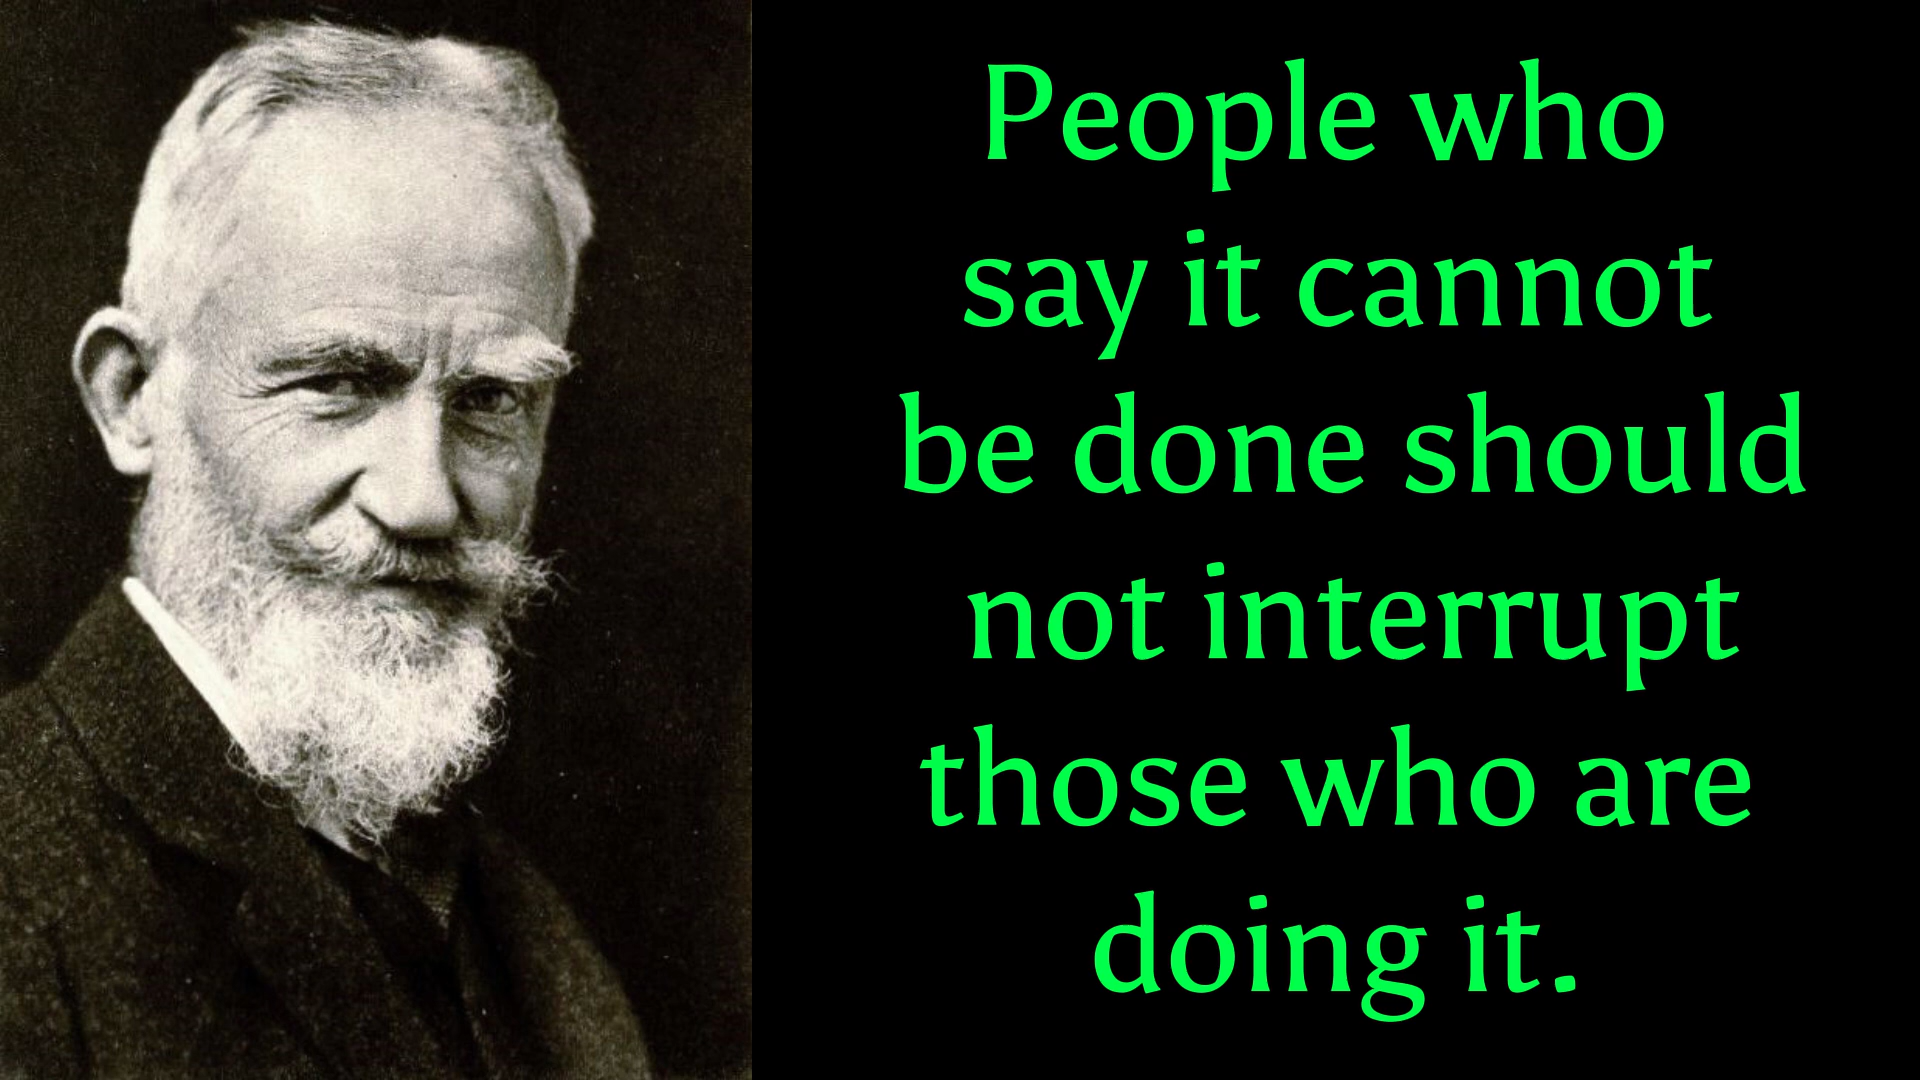 People who
say it cannot
be done should
not interrupt
those who are
doing it.